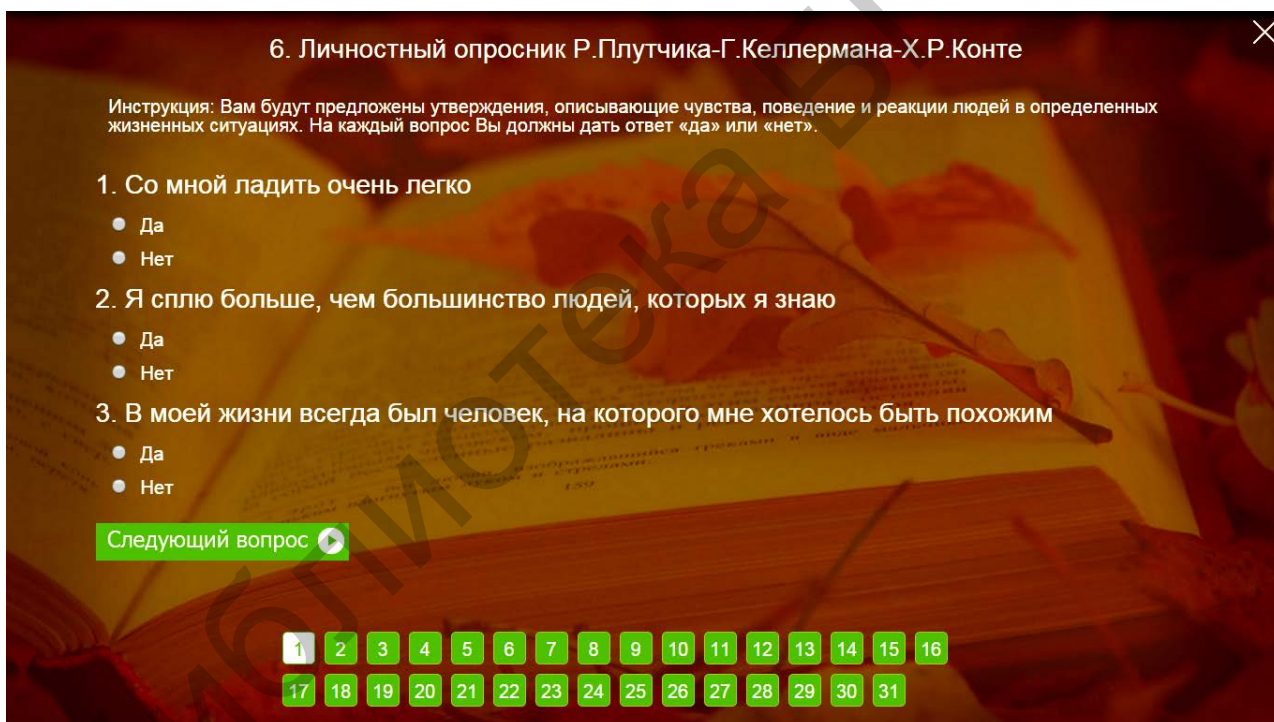 6. Личностный опросник Р.Плутчика-Г.Келлермана-Х.Р.Конте
Инструкция: Вам будут предложены утверждения, описывающие чувства, поведение и реакции людей в определенных
жизненных ситуациях. На каждый вопрос Вы должны дать ответ «да» или «нет».
1. Со мной ладить очень легко
Да
Нет
2. Я сплю больше, чем большинство людей, которых я знаю
Да
Нет
3. В моей жизни всегда был человек, на которого мне хотелось быть похожим
Да
Нет
159
Следующий вопрос
1 2 3 4 5 6 7 8 9 10 11 12 13 14 15 16
17 18 19 20 21 22 23 24 25 26 27 28 29 30 31